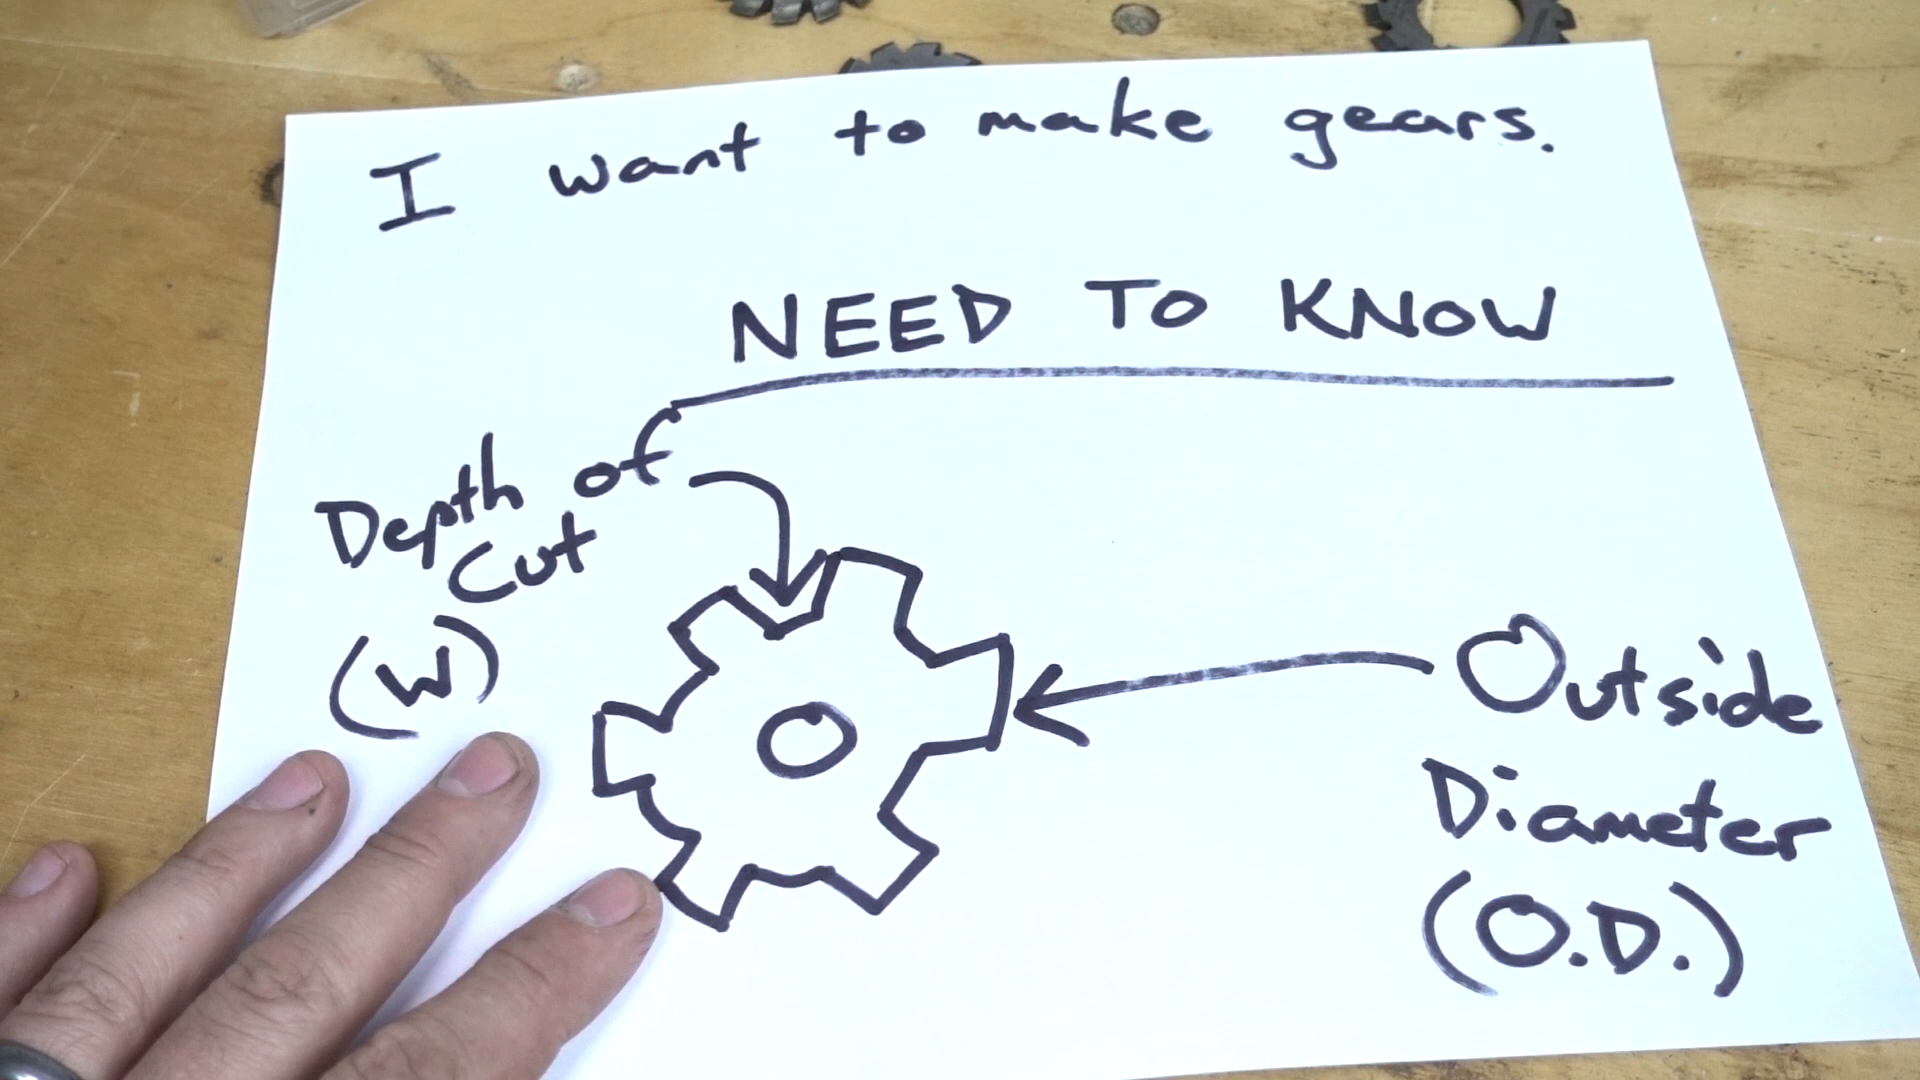 I want to make gears.
NEED TO KNOW
Depth of
Cut
(W)
Outside
Diameter
(O.D.)